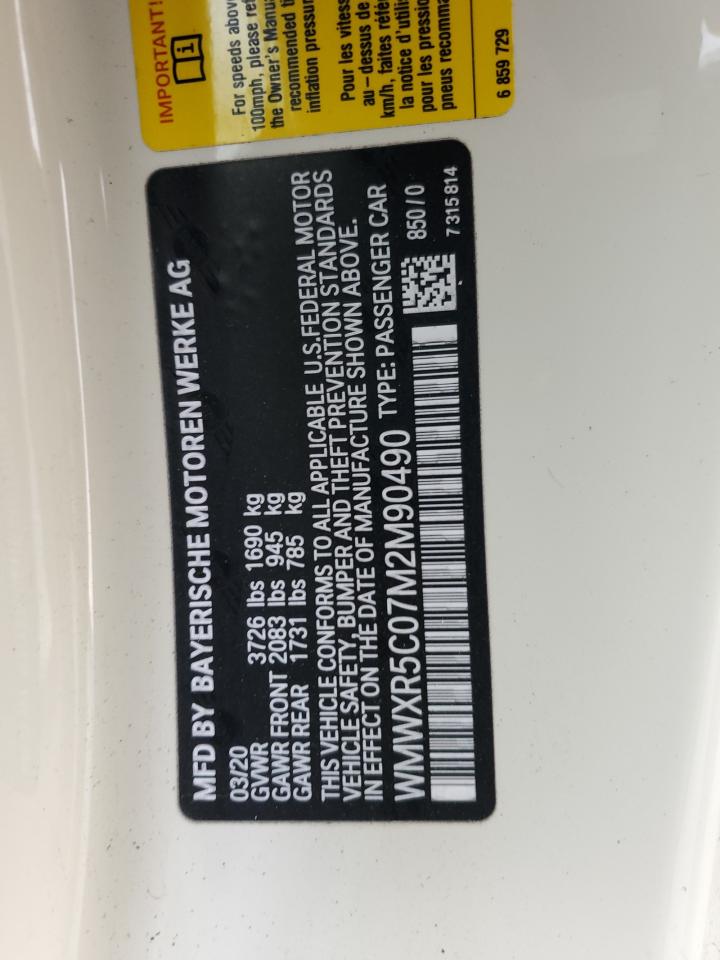 IMPORTANT!
For speeds above
100mph, please
the Owner's Manu
recommended
inflation pressur
Pour les vitess
au-dessus de
km/h, faites
la notice d'utili
pour les pressio
pneus recomma
6 859 729
MFD BY BAYERISCHE MOTOREN WERKE AG
03/20
GVWR 3726 lbs 1690 kg
GAWR FRONT 2083 lbs 945 kg
GAWR REAR 1731 lbs 785 kg
THIS VEHICLE CONFORMS TO ALL APPLICABLE U.S.FEDERAL MOTOR
VEHICLE SAFETY, BUMPER AND THEFT PREVENTION STANDARDS
IN EFFECT ON THE DATE OF MANUFACTURE SHOWN ABOVE.
WMWXR5C07M2M90490 TYPE: PASSENGER CAR
850/0
7315814